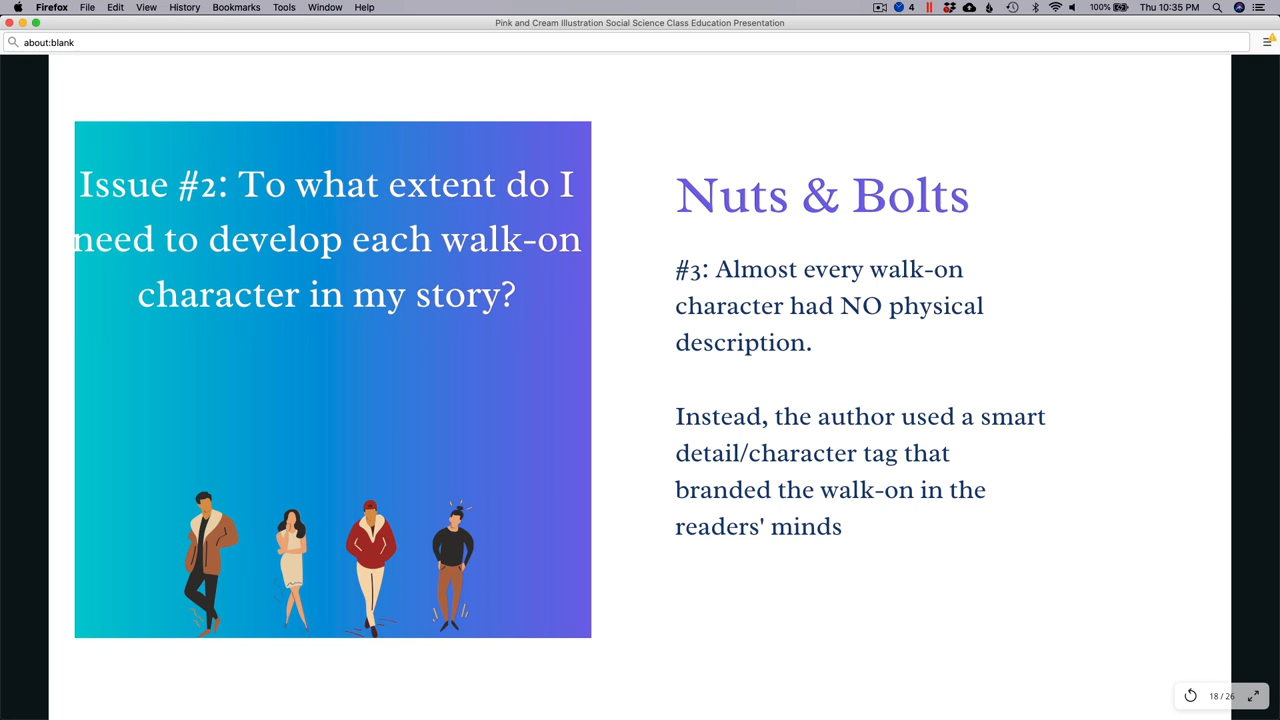 Firefox File Edit View History Bookmarks Tools Window Help 4 100% Thu 10:35 PM
Pink and Cream Illustration Social Science Class Education Presentation
about:blank
Issue #2: To what extent do I
need to develop each walk-on
character in my story?
Nuts & Bolts
#3: Almost every walk-on
character had NO physical
description.
Instead, the author used a smart
detail/character tag that
branded the walk-on in the
readers' minds
18 / 26